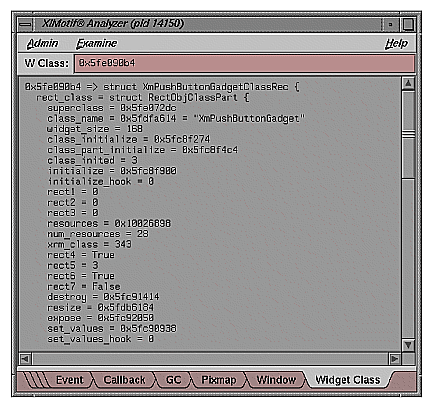 X/Motif® Analyzer (pid 14150)
Admin Examine Help
W Class: 0x5fe090b4
0x5fe090b4 => struct XmPushButtonGadgetClassRec {
rect_class = struct RectObjClassPart {
superclass = 0x5fe072dc
class_name = 0x5fdfa614 = "XmPushButtonGadget"
widget_size = 168
class_initialize = 0x5fc8f274
class_part_initialize = 0x5fc8f4c4
class_inited = 3
initialize = 0x5fc8f900
initialize_hook = 0
rect1 = 0
rect2 = 0
rect3 = 0
resources = 0x10026898
num_resources = 28
xrm_class = 343
rect4 = True
rect5 = 3
rect6 = True
rect7 = False
destroy = 0x5fc91414
resize = 0x5fdb6184
expose = 0x5fc92050
set_values = 0x5fc90938
set_values_hook = 0
Event Callback GC Pixmap Window Widget Class